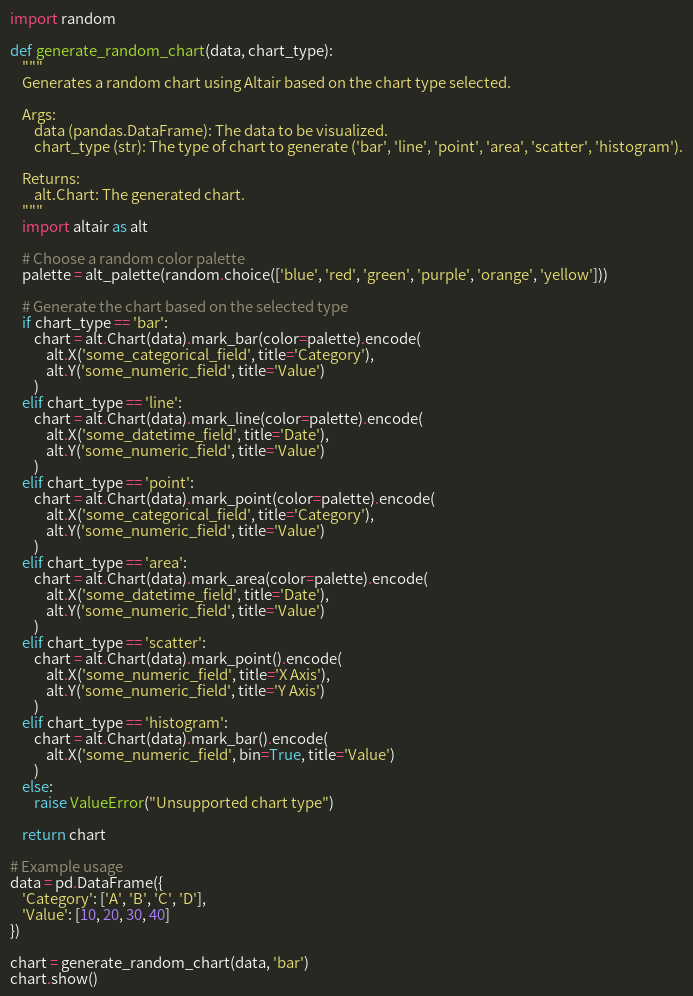 import random

def generate_random_chart(data, chart_type):
    """
    Generates a random chart using Altair based on the chart type selected.

    Args:
        data (pandas.DataFrame): The data to be visualized.
        chart_type (str): The type of chart to generate ('bar', 'line', 'point', 'area', 'scatter', 'histogram').

    Returns:
        alt.Chart: The generated chart.
    """
    import altair as alt

    # Choose a random color palette
    palette = alt_palette(random.choice(['blue', 'red', 'green', 'purple', 'orange', 'yellow']))

    # Generate the chart based on the selected type
    if chart_type == 'bar':
        chart = alt.Chart(data).mark_bar(color=palette).encode(
            alt.X('some_categorical_field', title='Category'),
            alt.Y('some_numeric_field', title='Value')
        )
    elif chart_type == 'line':
        chart = alt.Chart(data).mark_line(color=palette).encode(
            alt.X('some_datetime_field', title='Date'),
            alt.Y('some_numeric_field', title='Value')
        )
    elif chart_type == 'point':
        chart = alt.Chart(data).mark_point(color=palette).encode(
            alt.X('some_categorical_field', title='Category'),
            alt.Y('some_numeric_field', title='Value')
        )
    elif chart_type == 'area':
        chart = alt.Chart(data).mark_area(color=palette).encode(
            alt.X('some_datetime_field', title='Date'),
            alt.Y('some_numeric_field', title='Value')
        )
    elif chart_type == 'scatter':
        chart = alt.Chart(data).mark_point().encode(
            alt.X('some_numeric_field', title='X Axis'),
            alt.Y('some_numeric_field', title='Y Axis')
        )
    elif chart_type == 'histogram':
        chart = alt.Chart(data).mark_bar().encode(
            alt.X('some_numeric_field', bin=True, title='Value')
        )
    else:
        raise ValueError("Unsupported chart type")

    return chart

# Example usage
data = pd.DataFrame({
    'Category': ['A', 'B', 'C', 'D'],
    'Value': [10, 20, 30, 40]
})

chart = generate_random_chart(data, 'bar')
chart.show()